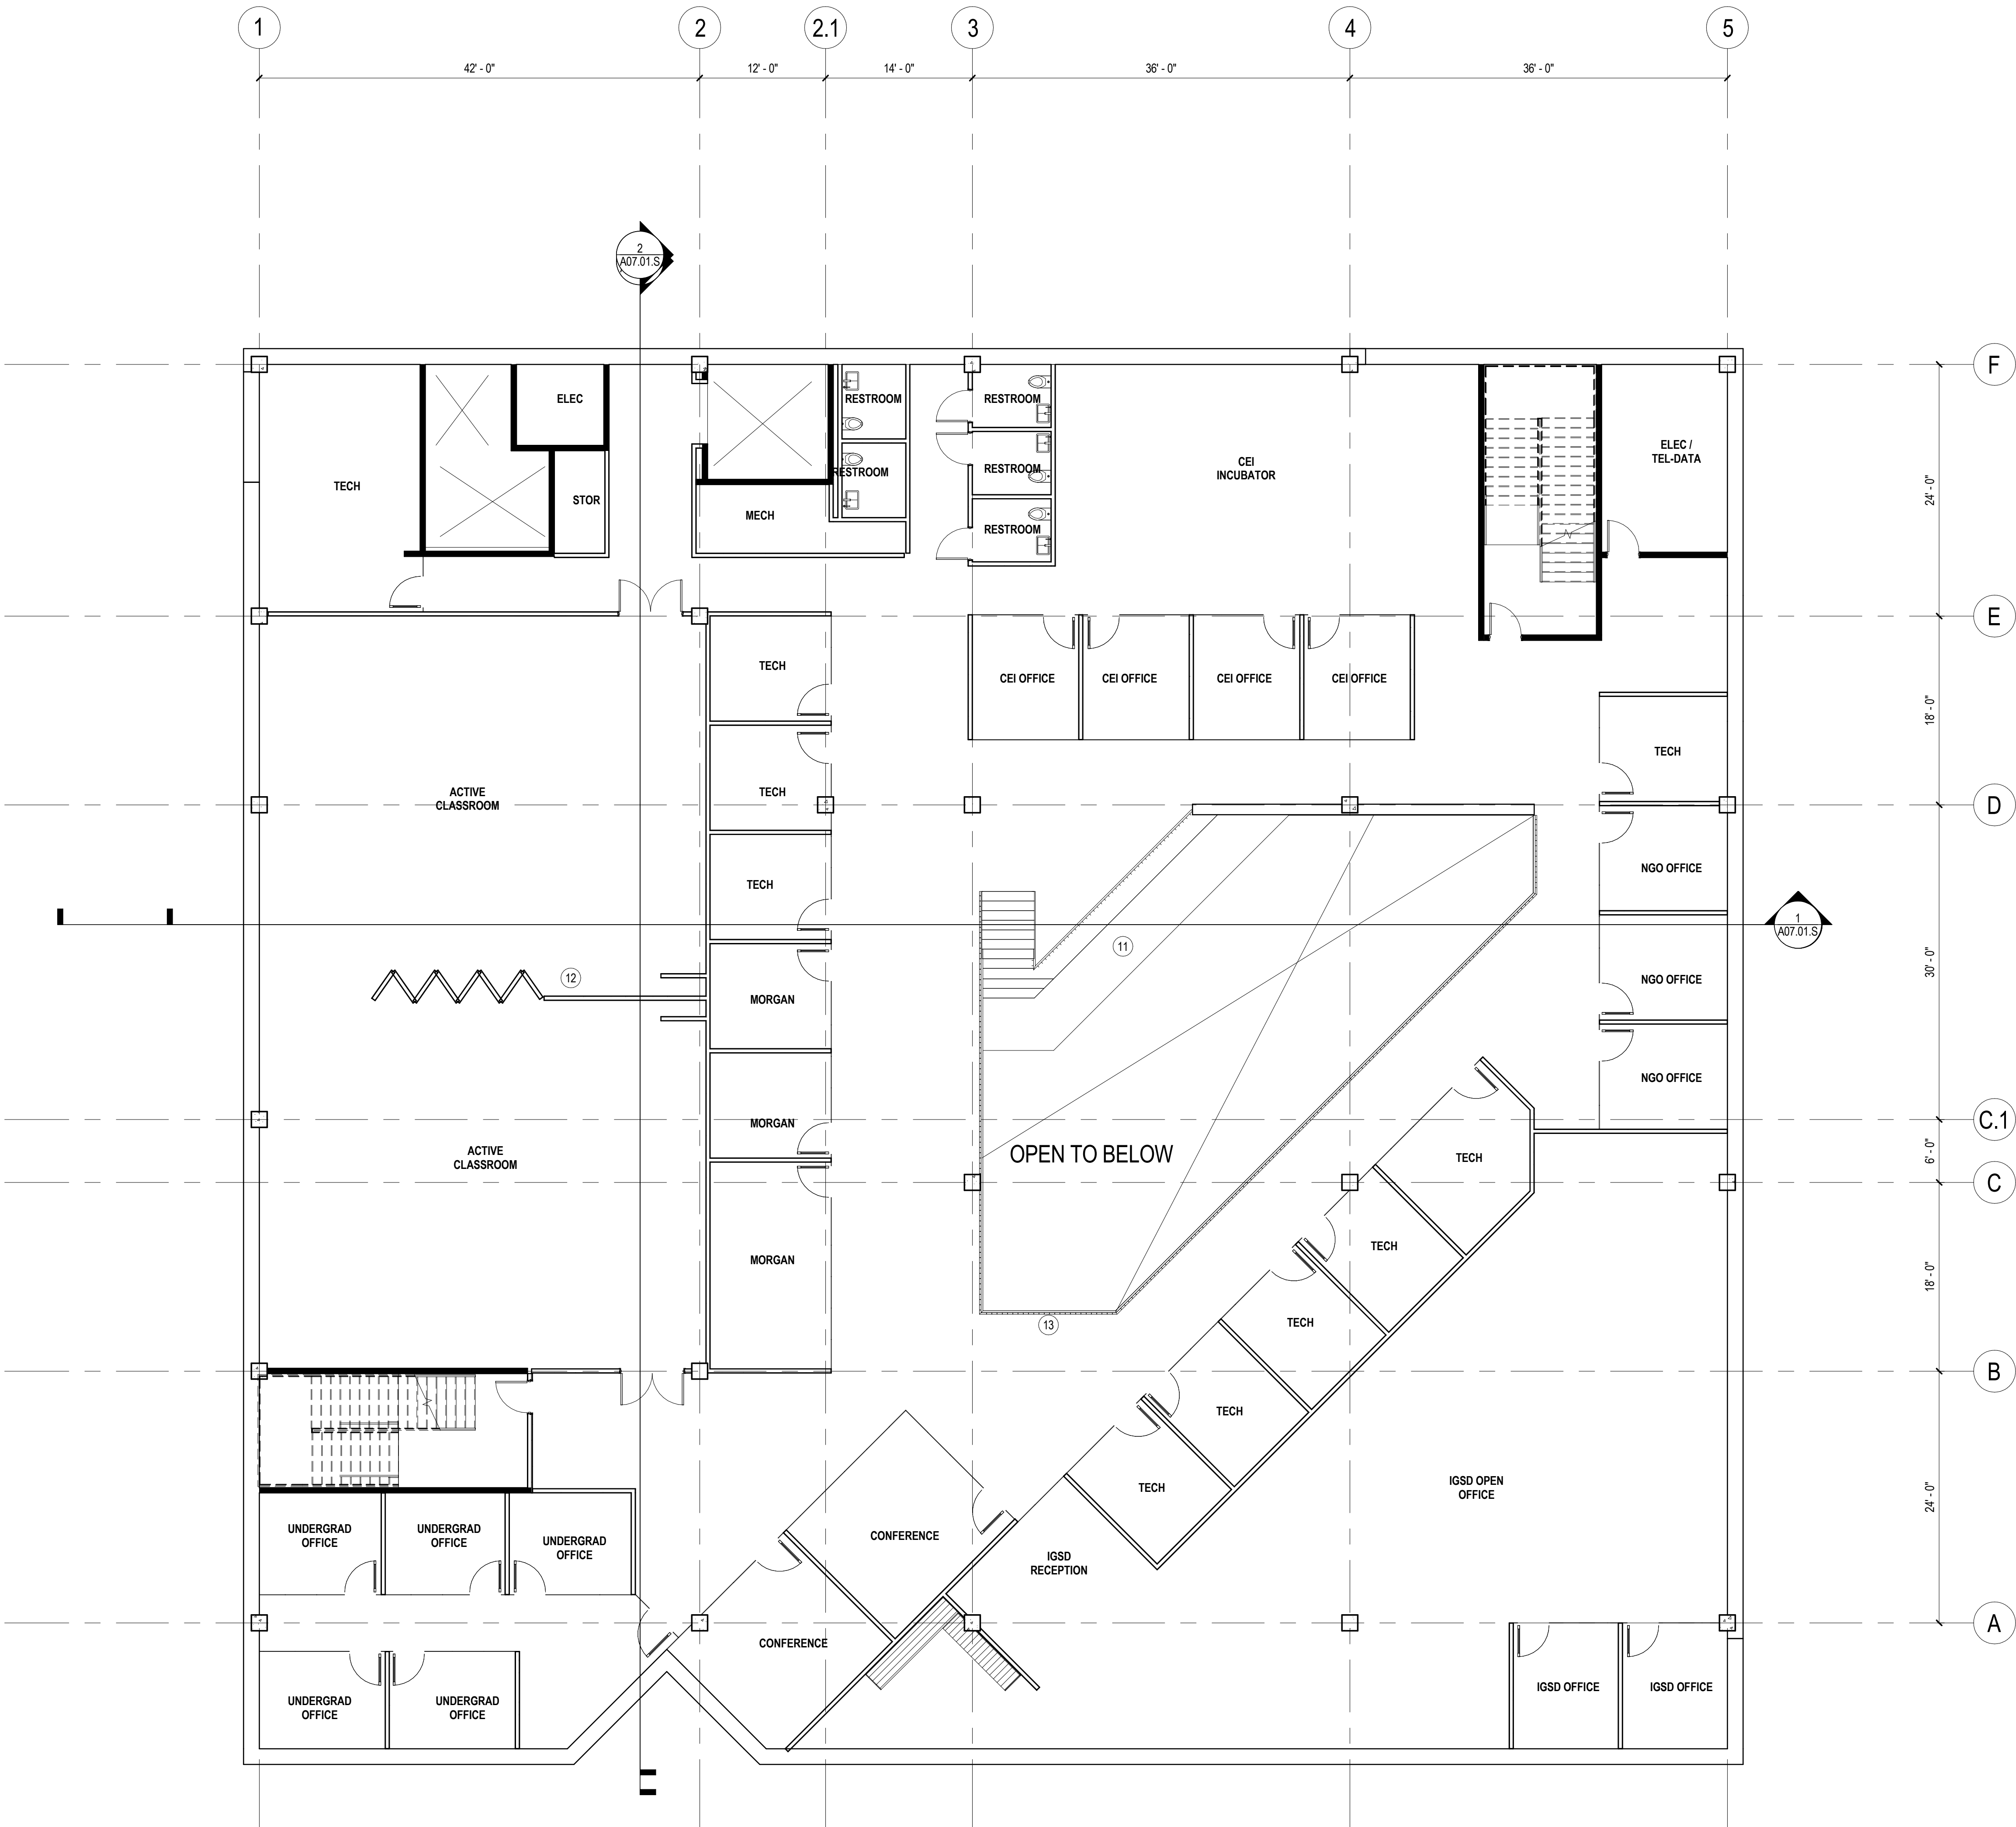 1
2
2.1
3
4
5
42' - 0"
12' - 0"
14' - 0"
36' - 0"
36' - 0"
2
A07.01.S
F
ELEC
RESTROOM
RESTROOM
ELEC /
TEL-DATA
CEI
INCUBATOR
RESTROOM
RESTROOM
TECH
STOR
24' - 0"
MECH
RESTROOM
E
TECH
CEI OFFICE
CEI OFFICE
CEI OFFICE
CEI OFFICE
18' - 0"
TECH
ACTIVE
CLASSROOM
TECH
D
NGO OFFICE
TECH
1
A07.01.S
11
12
30' - 0"
NGO OFFICE
MORGAN
NGO OFFICE
MORGAN
C.1
ACTIVE
CLASSROOM
OPEN TO BELOW
TECH
6' - 0"
C
TECH
MORGAN
18' - 0"
13
TECH
B
TECH
IGSD OPEN
OFFICE
TECH
24' - 0"
UNDERGRAD
OFFICE
UNDERGRAD
OFFICE
UNDERGRAD
OFFICE
CONFERENCE
IGSD
RECEPTION
A
CONFERENCE
UNDERGRAD
OFFICE
UNDERGRAD
OFFICE
IGSD OFFICE
IGSD OFFICE